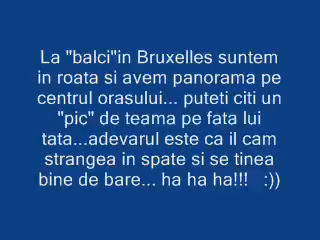 La "balci"in Bruxelles suntem
in roata si avem panorama pe
centrul orasului... puteti citi un
"pic" de teama pe fata lui
tata...adevarul este ca il cam
strangea in spate si se tinea
bine de bare... ha ha ha!!! :))